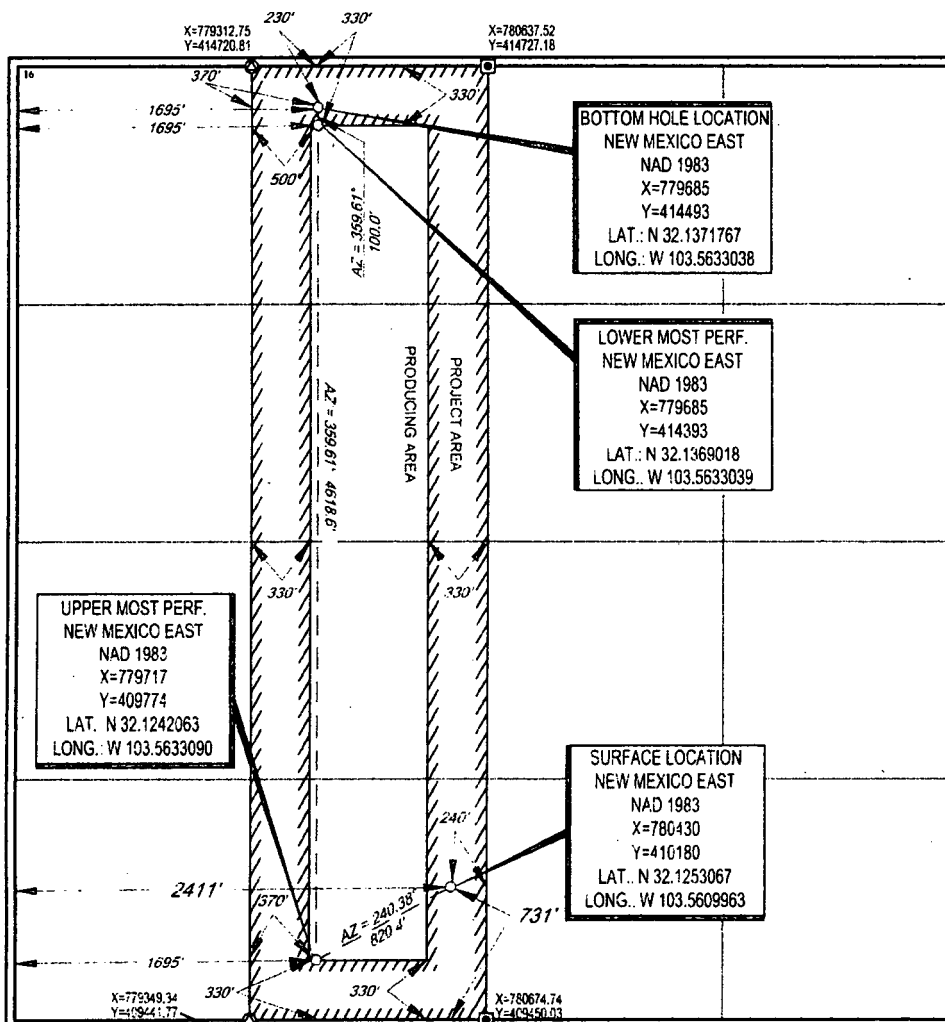 X=779312.75
Y=414720.81
230'
330'
X=780637.52
Y=414727.18
16
370'
330'
1695'
1695'
500'
AZ = 359.61°
100.0'
BOTTOM HOLE LOCATION
NEW MEXICO EAST
NAD 1983
X=779685
Y=414493
LAT.: N 32.1371767
LONG.: W 103.5633038
LOWER MOST PERF.
NEW MEXICO EAST
NAD 1983
X=779685
Y=414393
LAT.: N 32.1369018
LONG.. W 103.5633039
PRODUCING AREA
PROJECT AREA
AZ = 359.61° 4618.6'
330'
330'
UPPER MOST PERF.
NEW MEXICO EAST
NAD 1983
X=779717
Y=409774
LAT. N 32.1242063
LONG.: W 103.5633090
SURFACE LOCATION
NEW MEXICO EAST
NAD 1983
X=780430
Y=410180
LAT.. N 32.1253067
LONG.. W 103.5609963
240'
2411'
370'
AZ = 240.38°
820.4'
731'
1695'
330'
330'
X=779349.34
Y=409441.77
X=780674.74
Y=409450.03